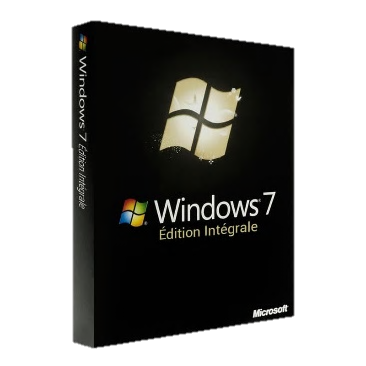 Windows 7 Édition Intégrale
Windows 7
Édition Intégrale
Microsoft